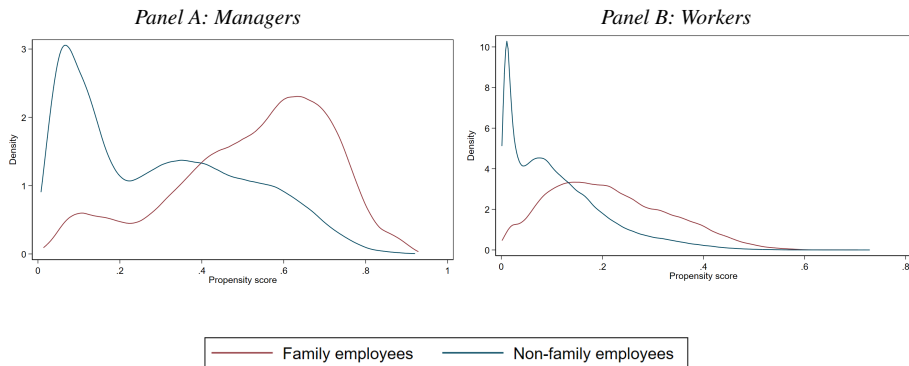 Panel A: Managers
3
2
1
0
Density
0 .2 .4 .6 .8 1
Propensity score
Panel B: Workers
10
8
6
4
2
0
Density
0 .2 .4 .6 .8
Propensity score
Family employees Non-family employees